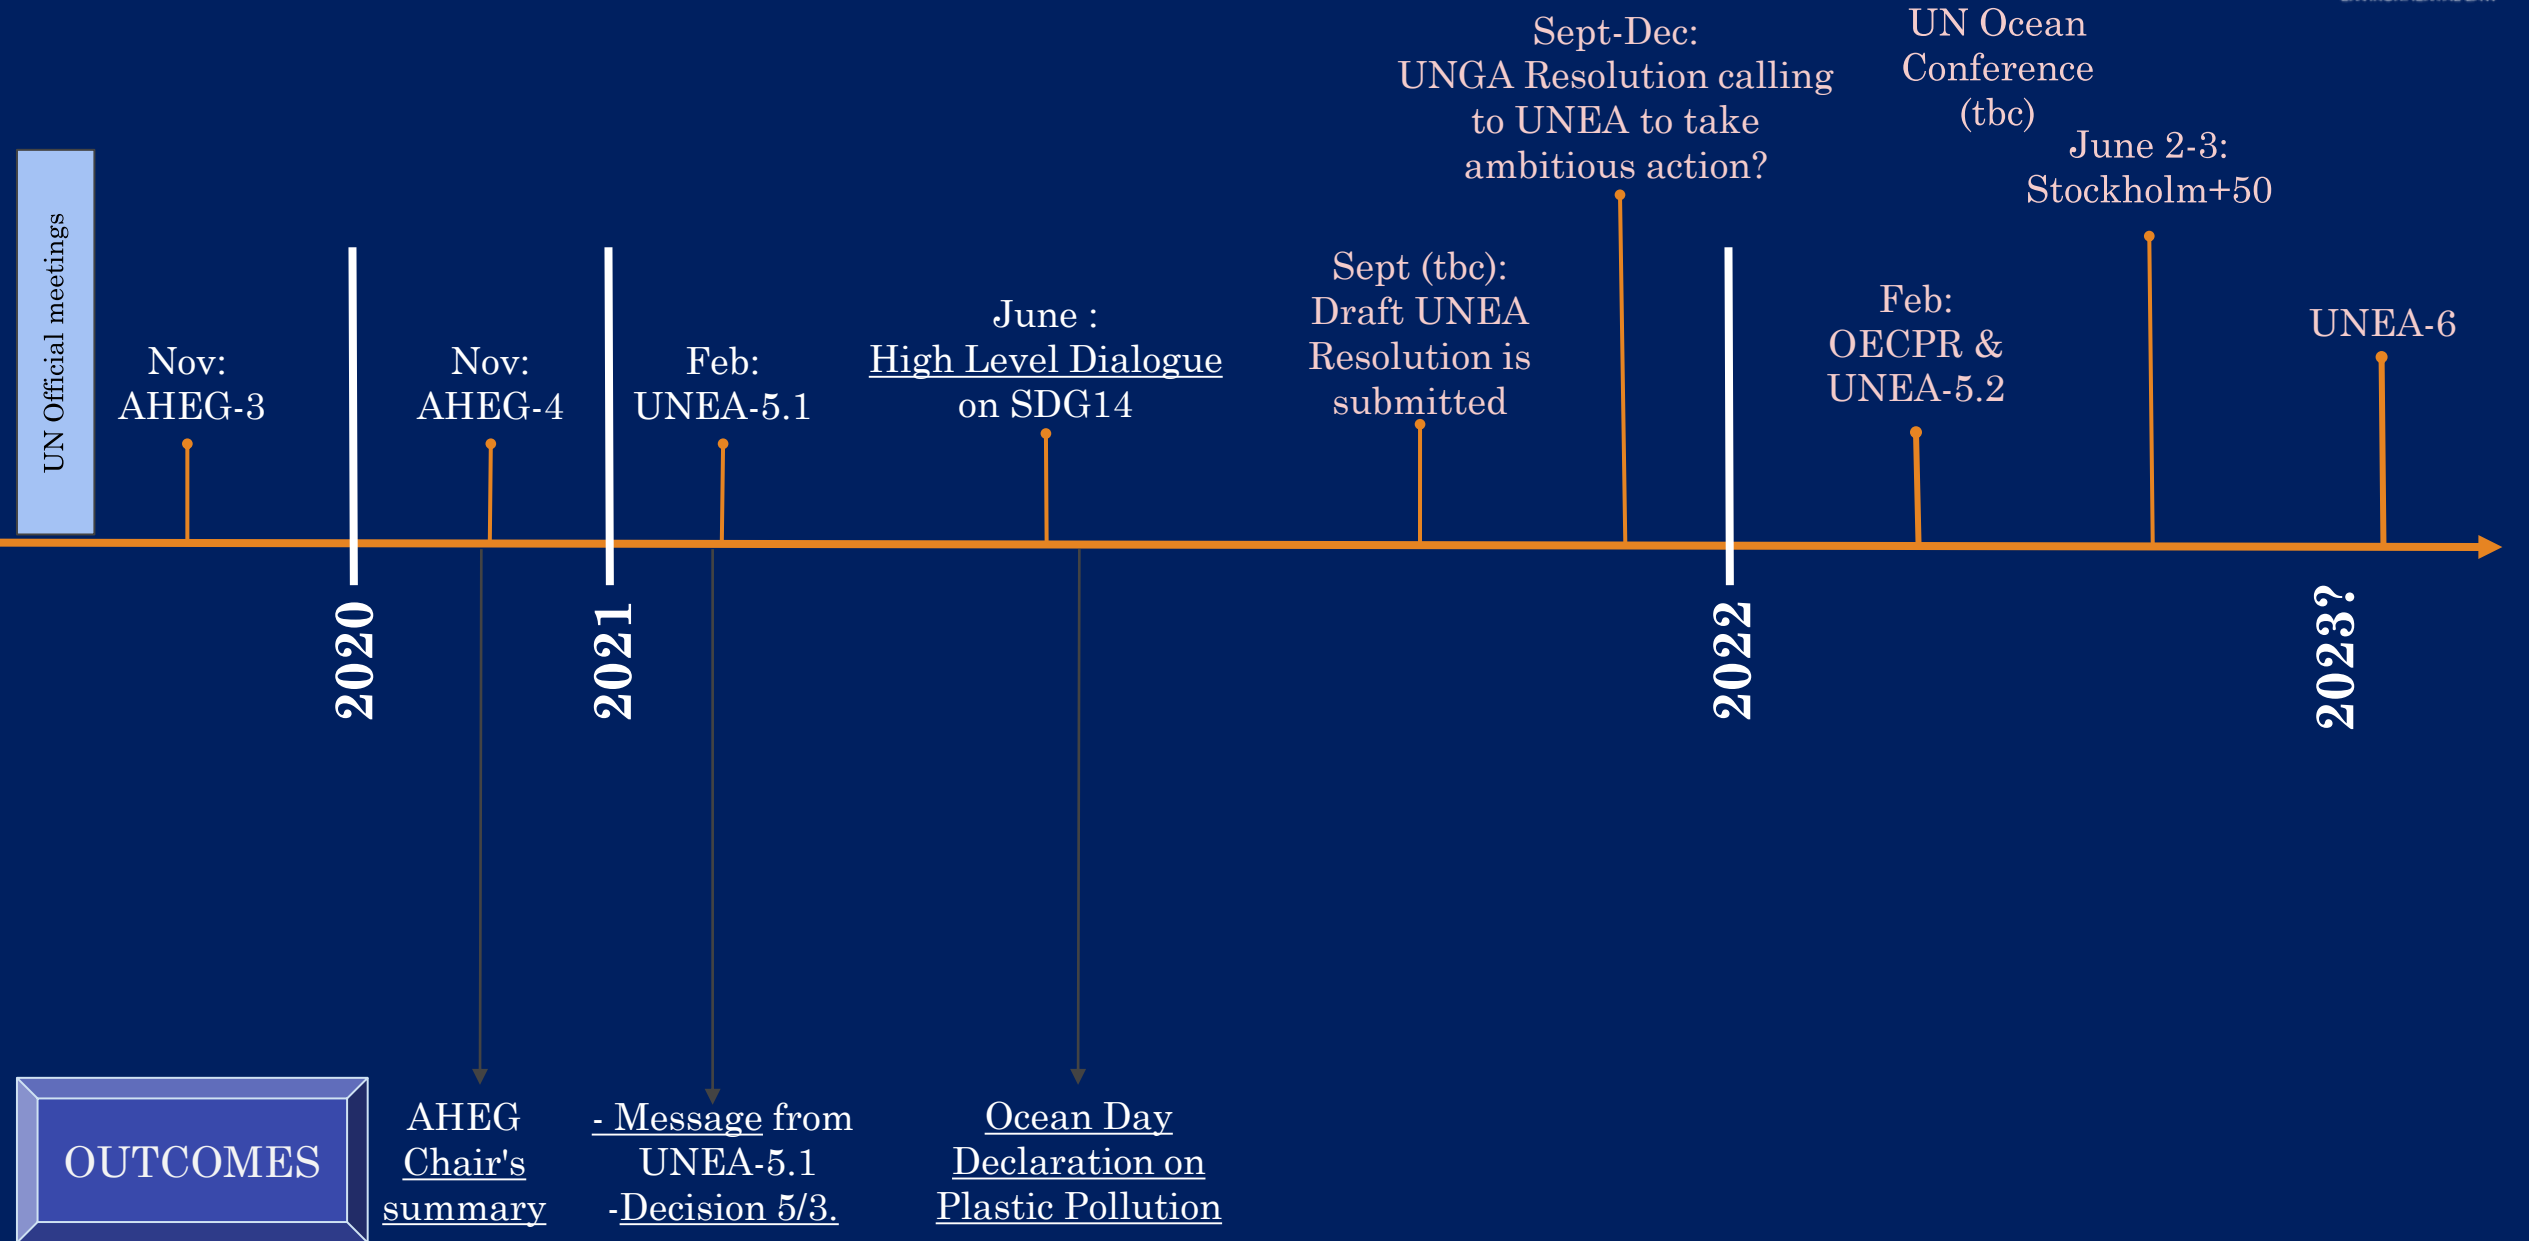 Sept-Dec:
UNGA Resolution calling
to UNEA to take
ambitious action?
UN Ocean
Conference
(tbc)
June 2-3:
Stockholm+50
UN Official meetings
Nov:
AHEG-3
Nov:
AHEG-4
Feb:
UNEA-5.1
June :
High Level Dialogue
on SDG14
Sept (tbc):
Draft UNEA
Resolution is
submitted
Feb:
OECPR &
UNEA-5.2
UNEA-6
2020
2021
2022
2023?
OUTCOMES
AHEG
Chair's
summary
- Message from
UNEA-5.1
-Decision 5/3.
Ocean Day
Declaration on
Plastic Pollution